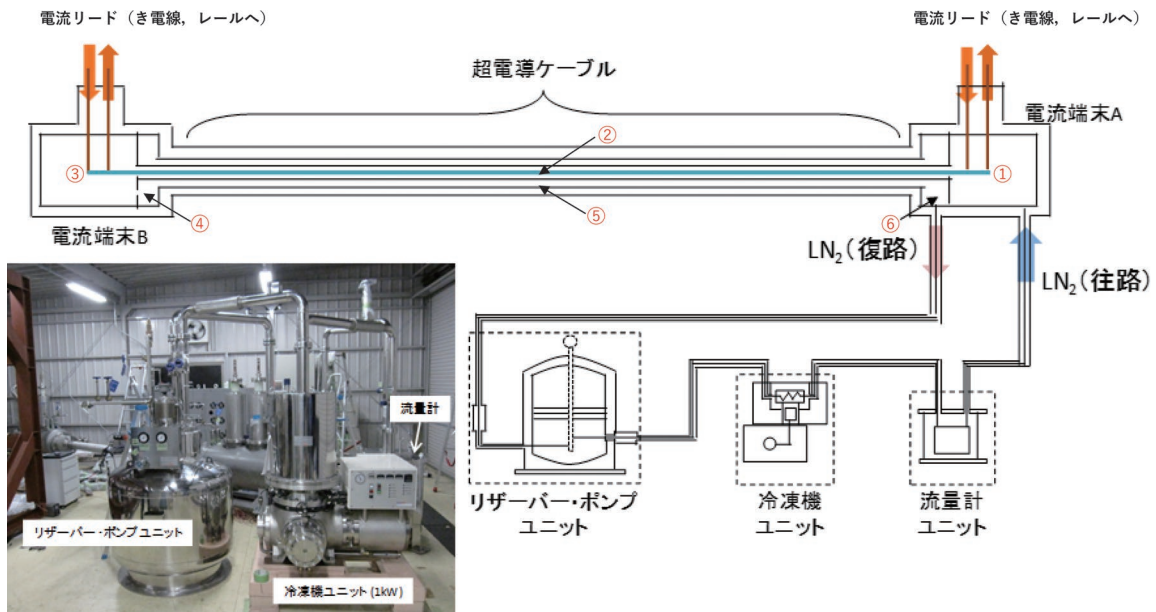 電流リード（き電線，レールへ）
電流リード（き電線，レールへ）
超電導ケーブル
電流端末A
②
③
①
④
⑤
⑥
電流端末B
LN₂（復路）
LN₂（往路）
流量計
リザーバー・ポンプユニット
冷凍機ユニット(1kW)
リザーバー・ポンプ
ユニット
冷凍機
ユニット
流量計
ユニット